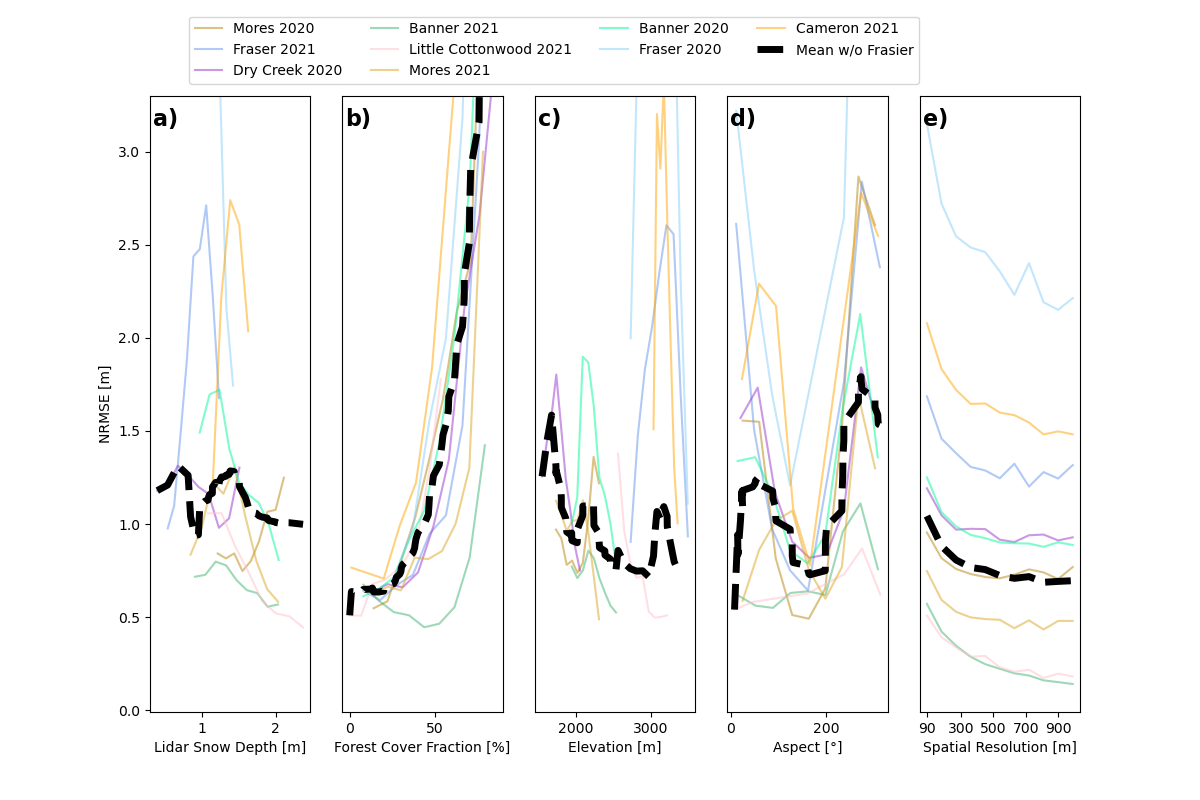 Mores 2020
Fraser 2021
Dry Creek 2020
Banner 2021
Little Cottonwood 2021
Mores 2021
Banner 2020
Fraser 2020
Cameron 2021
Mean w/o Frasier
a)
b)
c)
d)
e)
NRMSE [m]
3.0
2.5
2.0
1.5
1.0
0.5
0.0
1 2
0 50
2000 3000
0 200
90 300 500 700 900
Lidar Snow Depth [m]
Forest Cover Fraction [%]
Elevation [m]
Aspect [°]
Spatial Resolution [m]